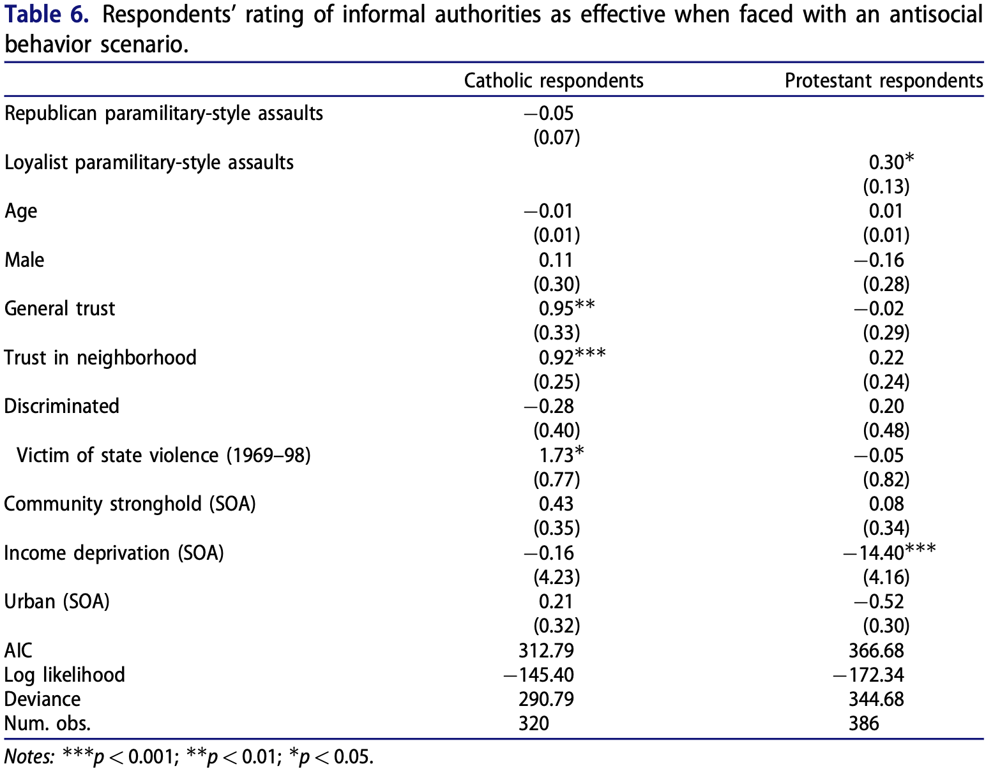 Table 6. Respondents’ rating of informal authorities as effective when faced with an antisocial
behavior scenario.
Catholic respondents Protestant respondents
Republican paramilitary-style assaults −0.05
(0.07)
Loyalist paramilitary-style assaults 0.30*
(0.13)
Age −0.01 0.01
(0.01) (0.01)
Male 0.11 −0.16
(0.30) (0.28)
General trust 0.95** −0.02
(0.33) (0.29)
Trust in neighborhood 0.92*** 0.22
(0.25) (0.24)
Discriminated −0.28 0.20
(0.40) (0.48)
Victim of state violence (1969–98) 1.73* −0.05
(0.77) (0.82)
Community stronghold (SOA) 0.43 0.08
(0.35) (0.34)
Income deprivation (SOA) −0.16 −14.40***
(4.23) (4.16)
Urban (SOA) 0.21 −0.52
(0.32) (0.30)
AIC 312.79 366.68
Log likelihood −145.40 −172.34
Deviance 290.79 344.68
Num. obs. 320 386
Notes: ***p < 0.001; **p < 0.01; *p < 0.05.